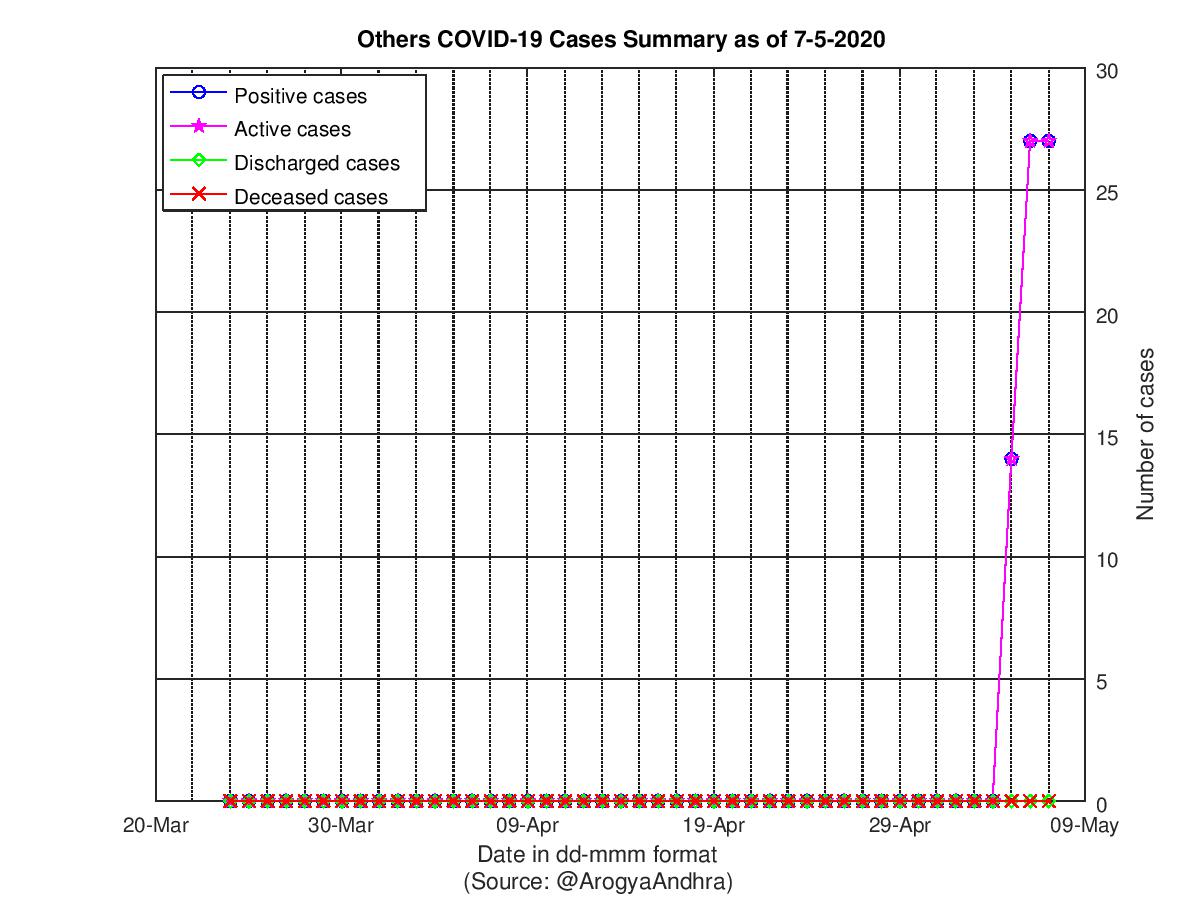 Others COVID-19 Cases Summary as of 7-5-2020
Positive cases
Active cases
Discharged cases
Deceased cases
30
25
20
15
10
5
0
Number of cases
20-Mar 30-Mar 09-Apr 19-Apr 29-Apr 09-May
Date in dd-mmm format
(Source: @ArogyaAndhra)